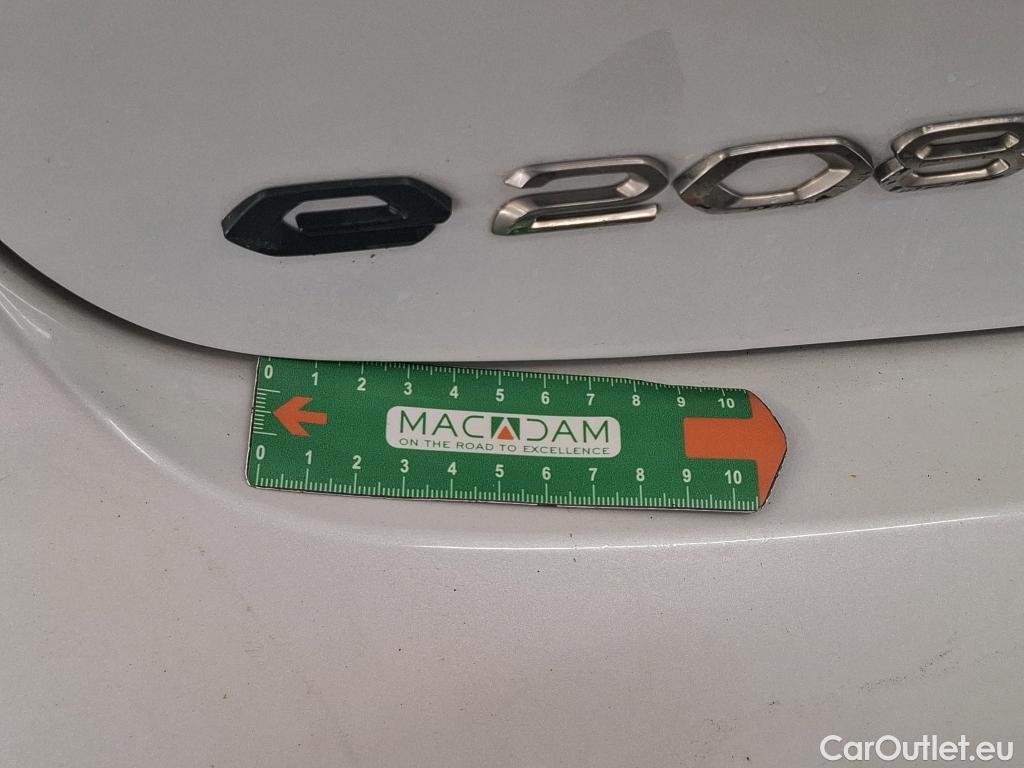 e 208
0 1 2 3 4 5 6 7 8 9 10
MACADAM
ON THE ROAD TO EXCELLENCE
0 1 2 3 4 5 6 7 8 9 10
CarOutlet.eu